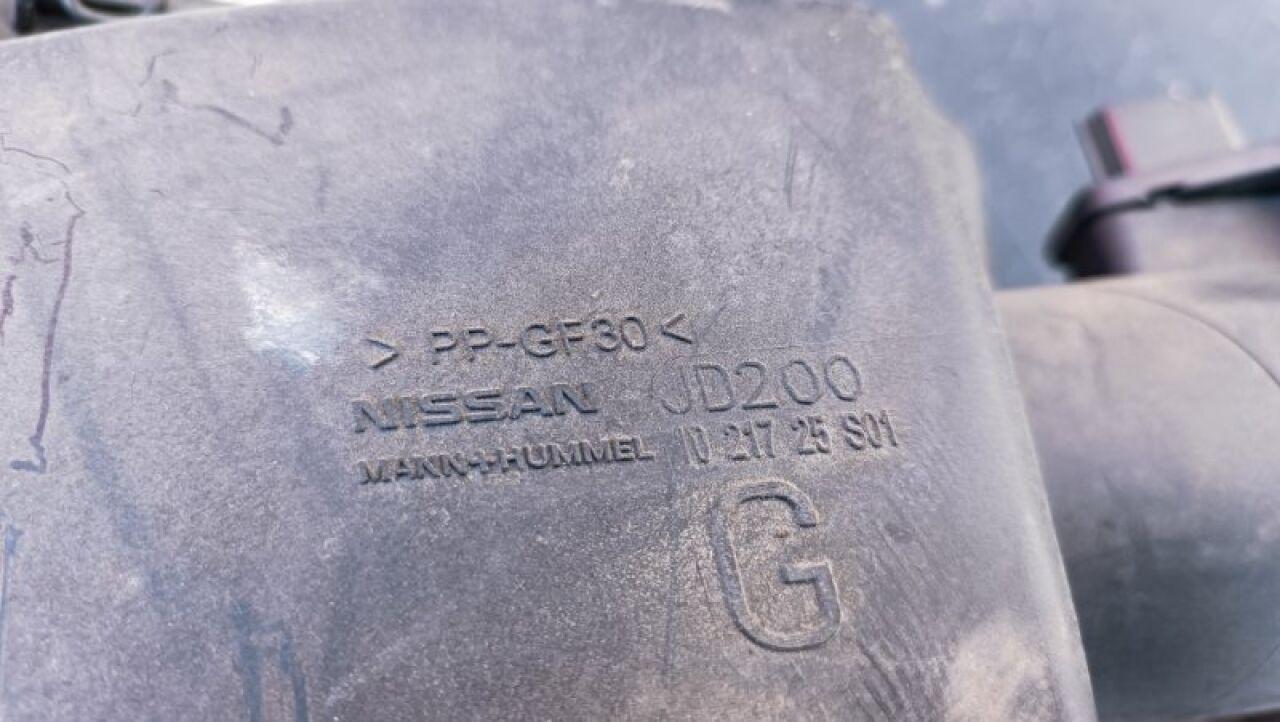 > PP-GF30 <
NISSAN JD200
MANN+HUMMEL 10 217 25 S01
G